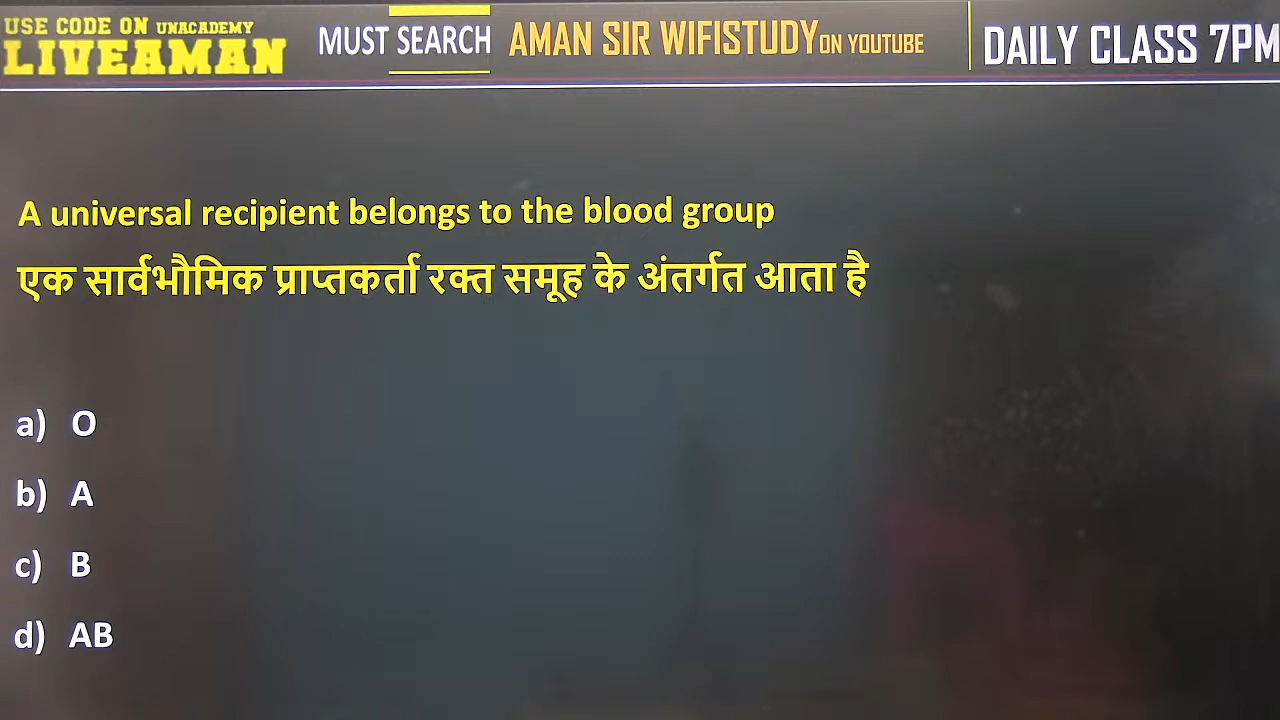 USE CODE ON UNACADEMY
LIVEAMAN
MUST SEARCH AMAN SIR WIFISTUDY ON YOUTUBE
DAILY CLASS 7PM
A universal recipient belongs to the blood group
एक सार्वभौमिक प्राप्तकर्ता रक्त समूह के अंतर्गत आता है
a) O
b) A
c) B
d) AB